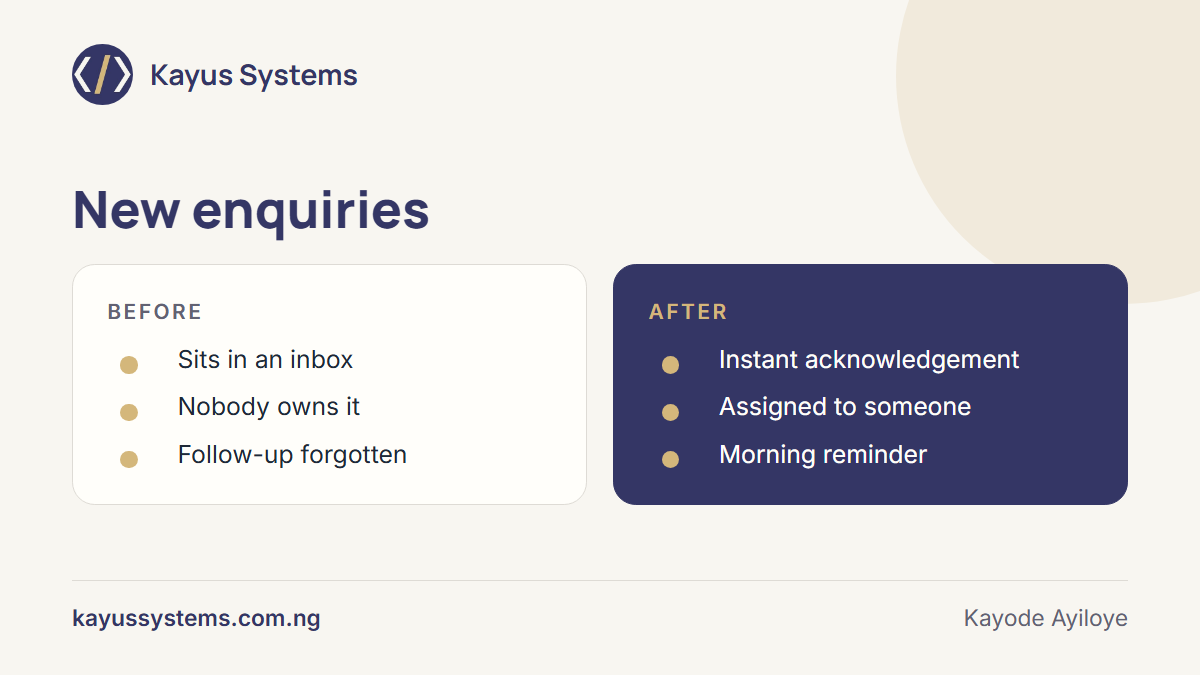 Kayus Systems
New enquiries
BEFORE
Sits in an inbox
Nobody owns it
Follow-up forgotten
AFTER
Instant acknowledgement
Assigned to someone
Morning reminder
kayussystems.com.ng
Kayode Ayiloye